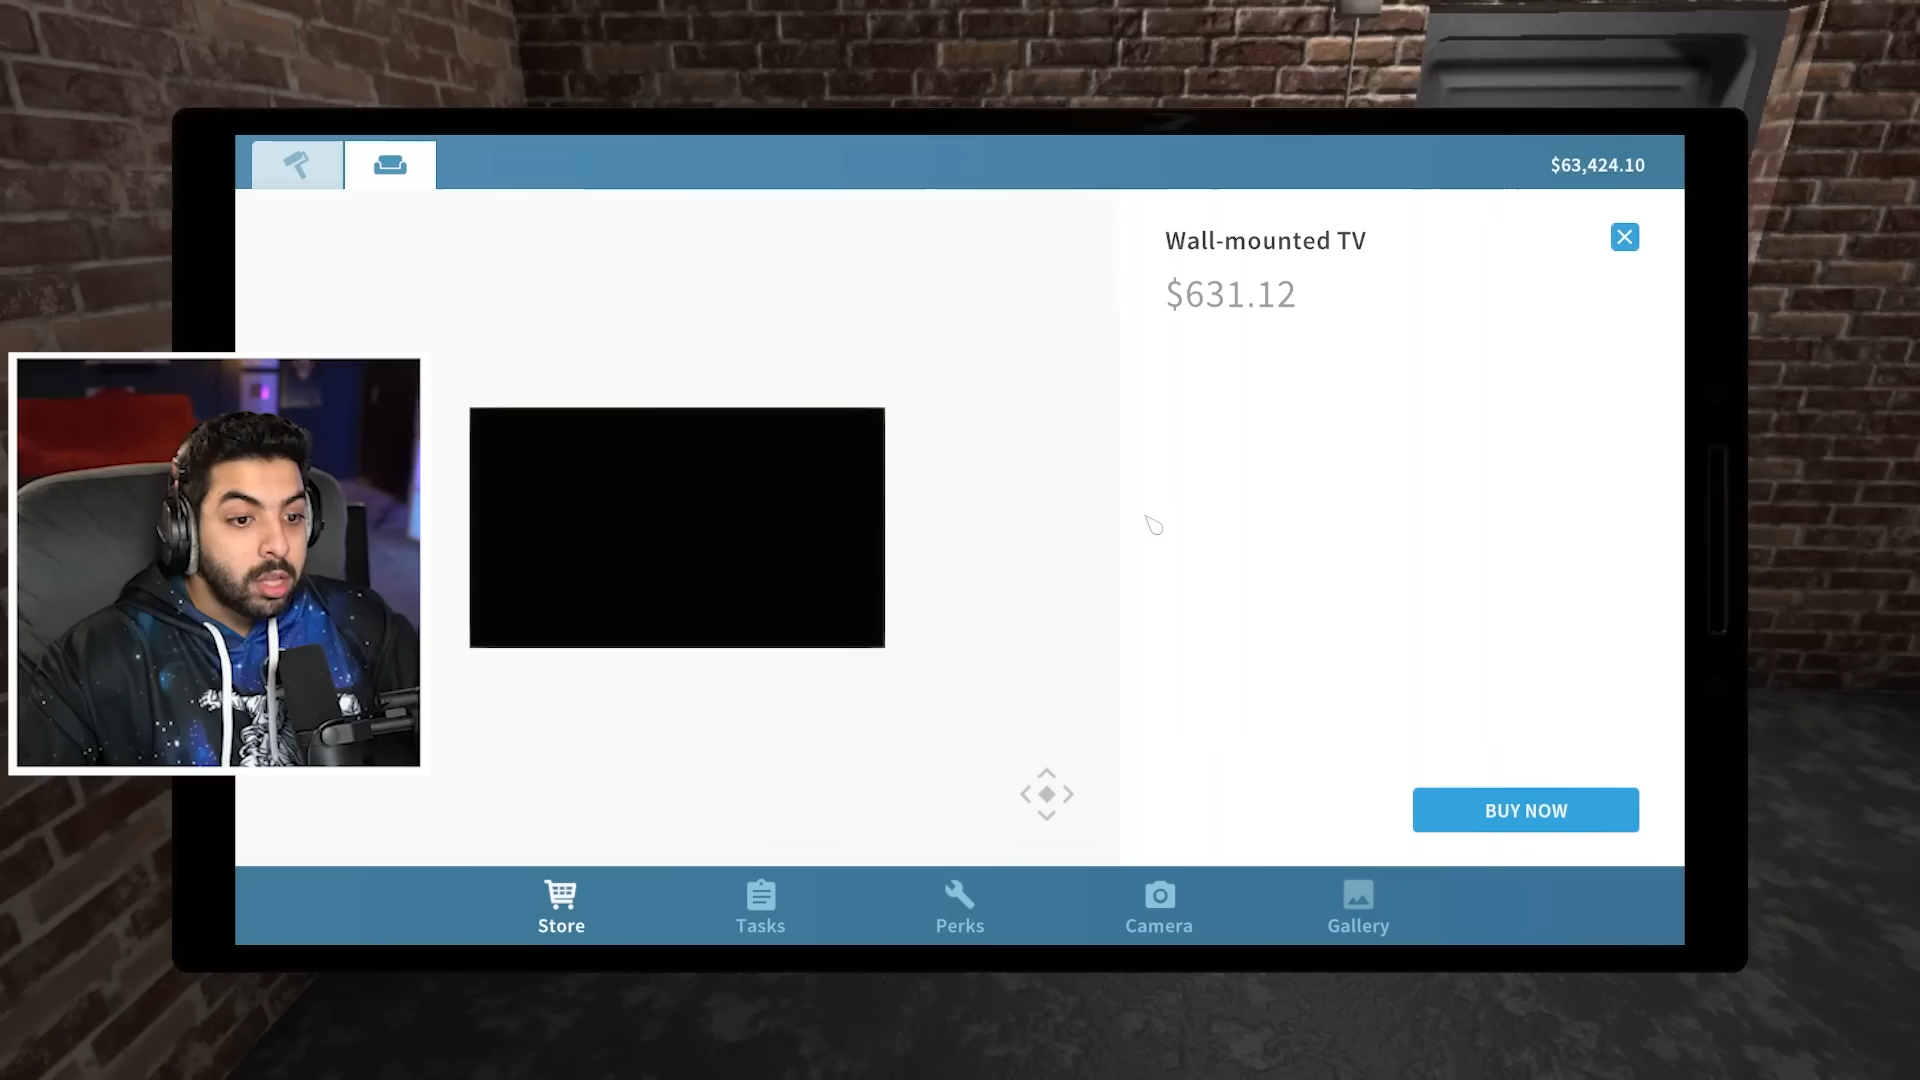 $63,424.10
Wall-mounted TV
$631.12
BUY NOW
Store
Tasks
Perks
Camera
Gallery